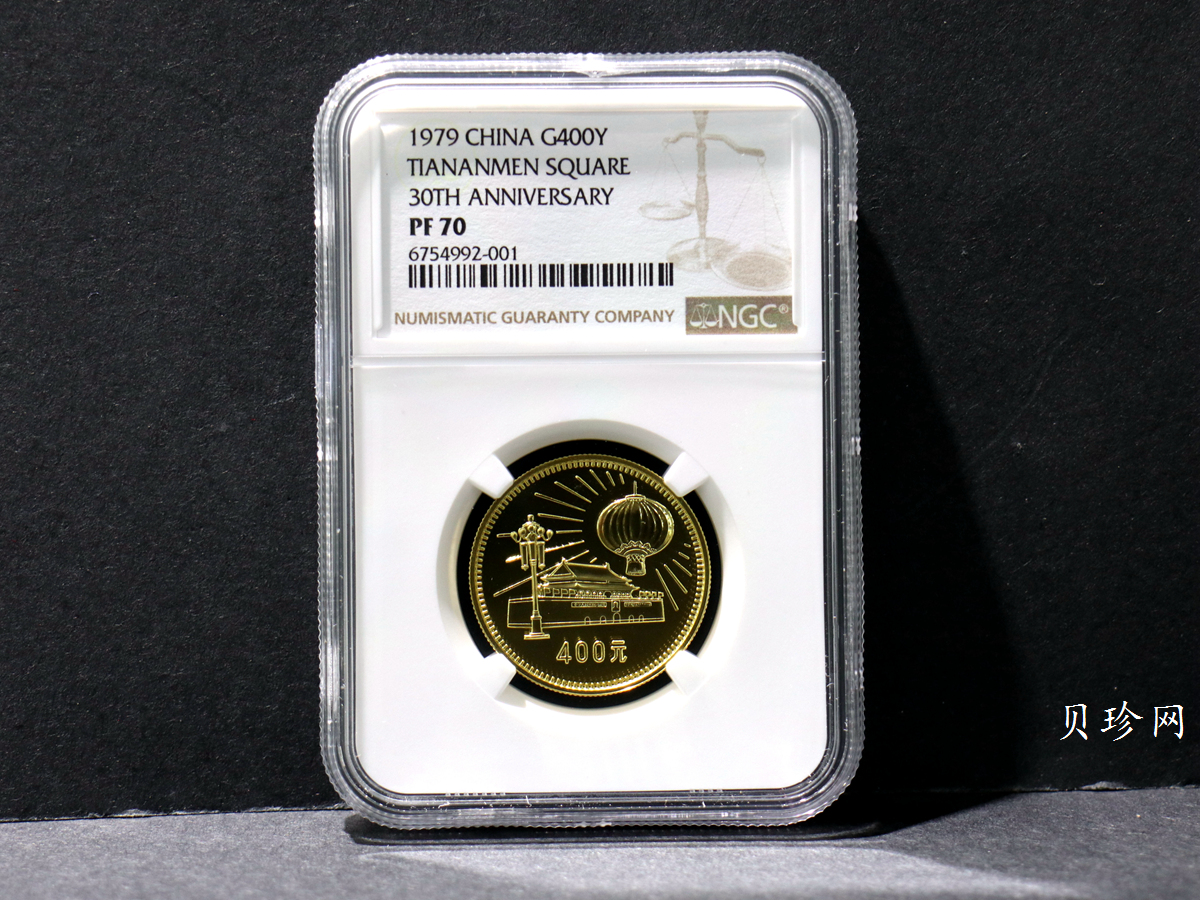 1979 CHINA G400Y
TIANANMEN SQUARE
30TH ANNIVERSARY
PF 70
6754992-001
NUMISMATIC GUARANTY COMPANY
NGC®
400元
贝珍网